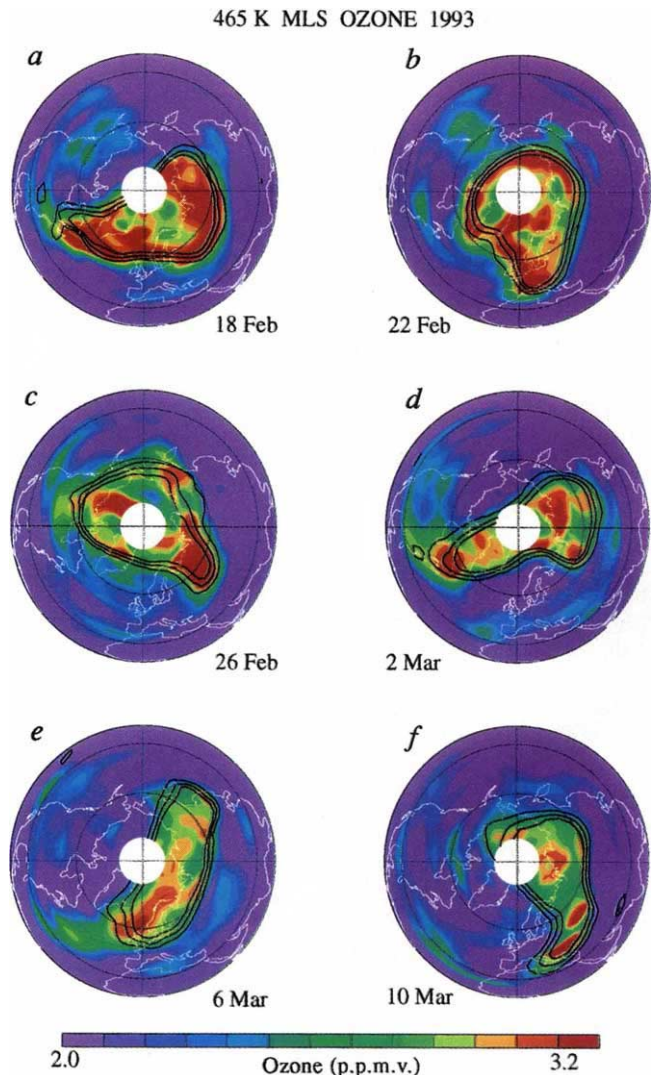 465 K MLS OZONE 1993
a
b
18 Feb
22 Feb
c
d
26 Feb
2 Mar
e
f
6 Mar
10 Mar
2.0
Ozone (p.p.m.v.)
3.2